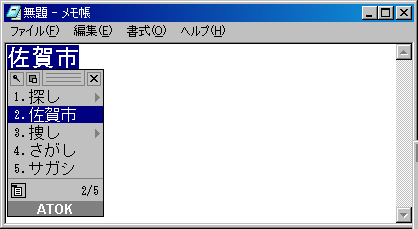 無題 - メモ帳
ファイル(F) 編集(E) 書式(O) ヘルプ(H)
佐賀市
1. 探し
2. 佐賀市
3. 捜し
4. さがし
5. サガシ
2/5
ATOK